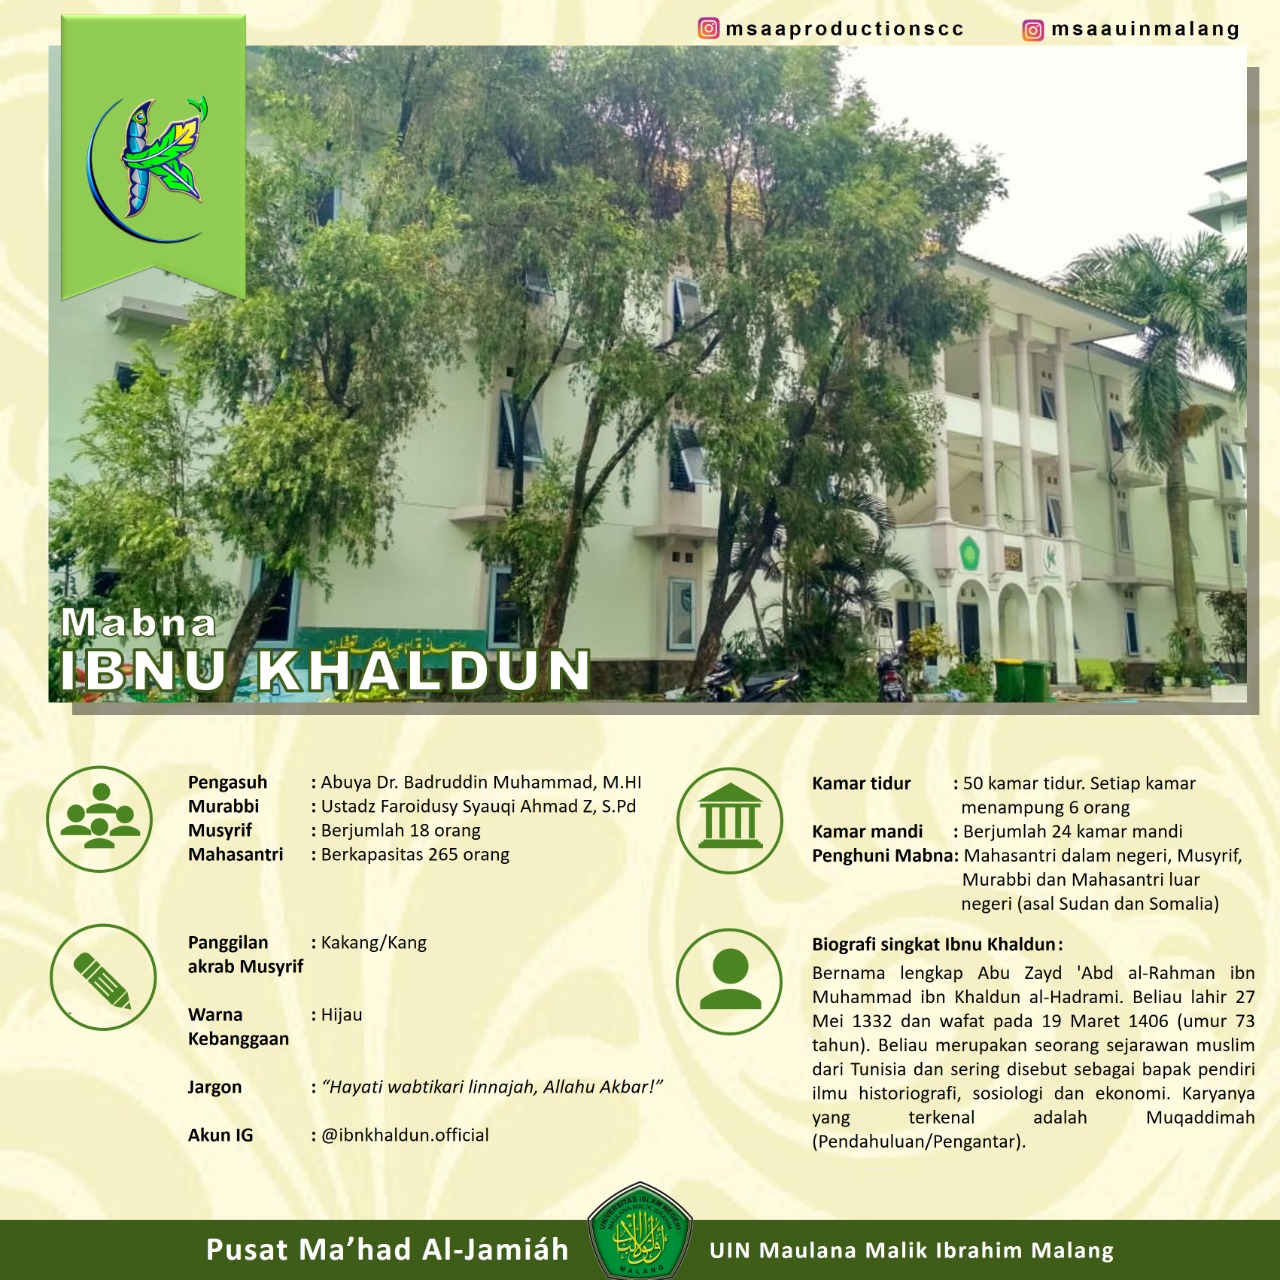 msaaproductionscc
msaauinmalang
Mabna
IBNU KHALDUN
Pengasuh : Abuya Dr. Badruddin Muhammad, M.HI
Murabbi : Ustadz Faroidusy Syauqi Ahmad Z, S.Pd
Musyrif : Berjumlah 18 orang
Mahasantri : Berkapasitas 265 orang
Panggilan : Kakang/Kang
akrab Musyrif
Warna : Hijau
Kebanggaan
Jargon : “Hayati wabtikari linnajah, Allahu Akbar!”
Akun IG : @ibnkhaldun.official
Kamar tidur : 50 kamar tidur. Setiap kamar
menampung 6 orang
Kamar mandi : Berjumlah 24 kamar mandi
Penghuni Mabna: Mahasantri dalam negeri, Musyrif,
Murabbi dan Mahasantri luar
negeri (asal Sudan dan Somalia)
Biografi singkat Ibnu Khaldun:
Bernama lengkap Abu Zayd 'Abd al-Rahman ibn
Muhammad ibn Khaldun al-Hadrami. Beliau lahir 27
Mei 1332 dan wafat pada 19 Maret 1406 (umur 73
tahun). Beliau merupakan seorang sejarawan muslim
dari Tunisia dan sering disebut sebagai bapak pendiri
ilmu historiografi, sosiologi dan ekonomi. Karyanya
yang terkenal adalah Muqaddimah
(Pendahuluan/Pengantar).
Pusat Ma’had Al-Jamiáh
UNIVERSITAS ISLAM NEGERI
MAULANA MALIK IBRAHIM
MALANG
UIN Maulana Malik Ibrahim Malang